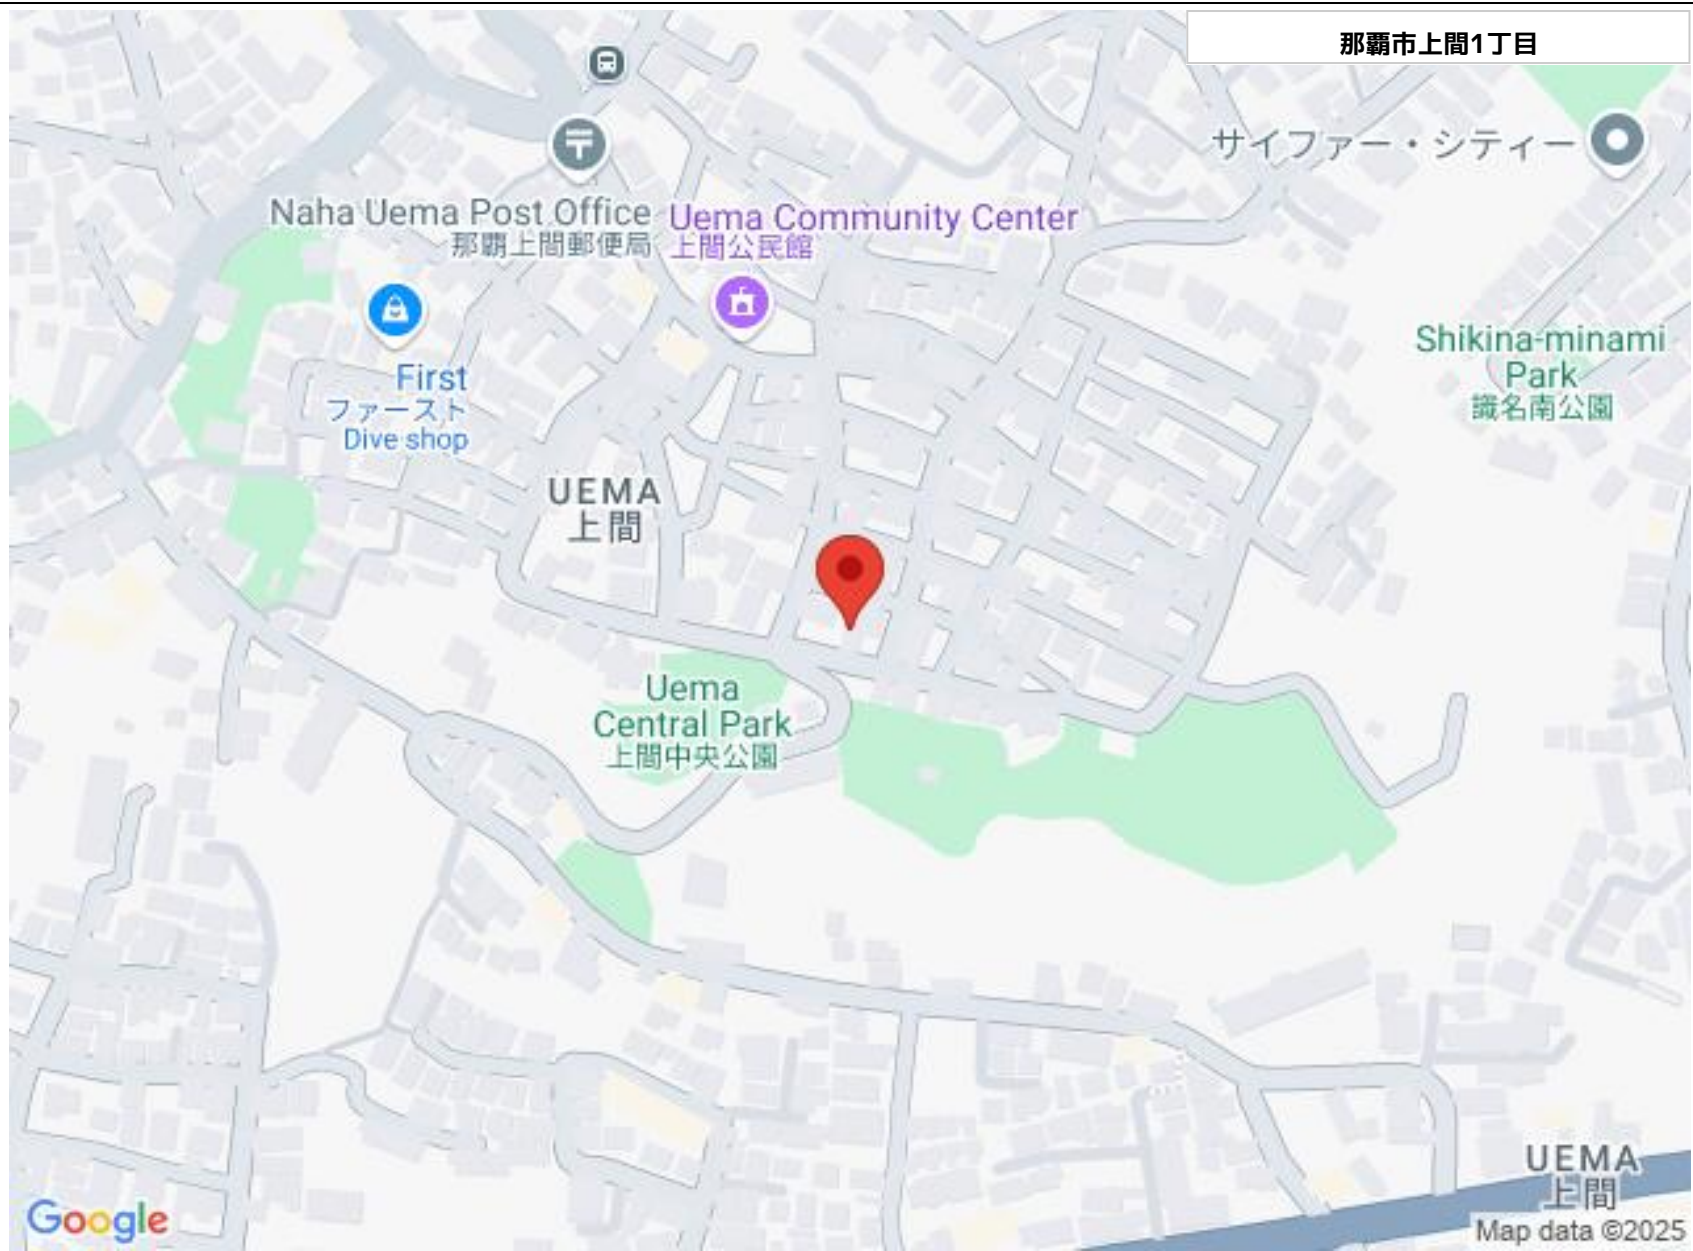 那覇市上間1丁目
サイファー・シティー
Naha Uema Post Office
那覇上間郵便局
Uema Community Center
上間公民館
Shikina-minami
Park
識名南公園
First
ファースト
Dive shop
UEMA
上間
Uema
Central Park
上間中央公園
UEMA
上間
Google
Map data ©2025